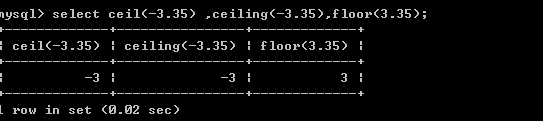 mysql> select ceil(-3.35) ,ceiling(-3.35),floor(3.35);
+-------------+----------------+-------------+
| ceil(-3.35) | ceiling(-3.35) | floor(3.35) |
+-------------+----------------+-------------+
|          -3 |             -3 |           3 |
+-------------+----------------+-------------+
1 row in set (0.02 sec)